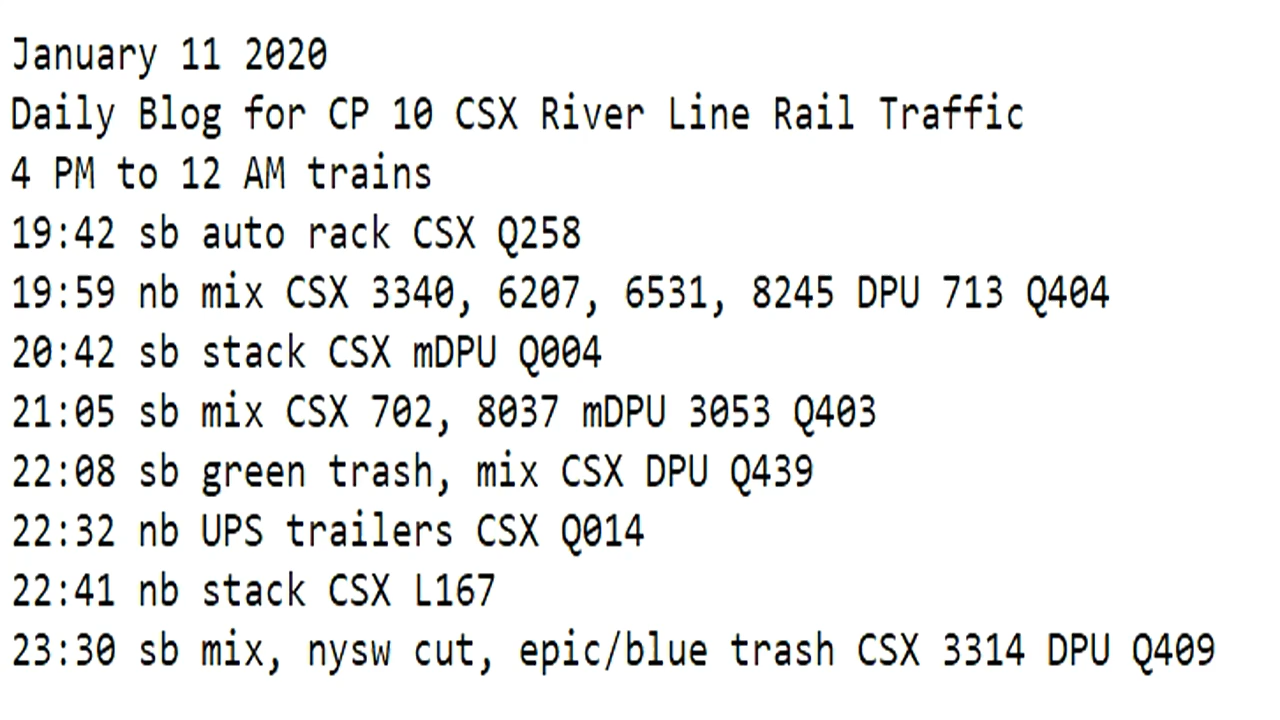 January 11 2020
Daily Blog for CP 10 CSX River Line Rail Traffic
4 PM to 12 AM trains
19:42 sb auto rack CSX Q258
19:59 nb mix CSX 3340, 6207, 6531, 8245 DPU 713 Q404
20:42 sb stack CSX mDPU Q004
21:05 sb mix CSX 702, 8037 mDPU 3053 Q403
22:08 sb green trash, mix CSX DPU Q439
22:32 nb UPS trailers CSX Q014
22:41 nb stack CSX L167
23:30 sb mix, nysw cut, epic/blue trash CSX 3314 DPU Q409